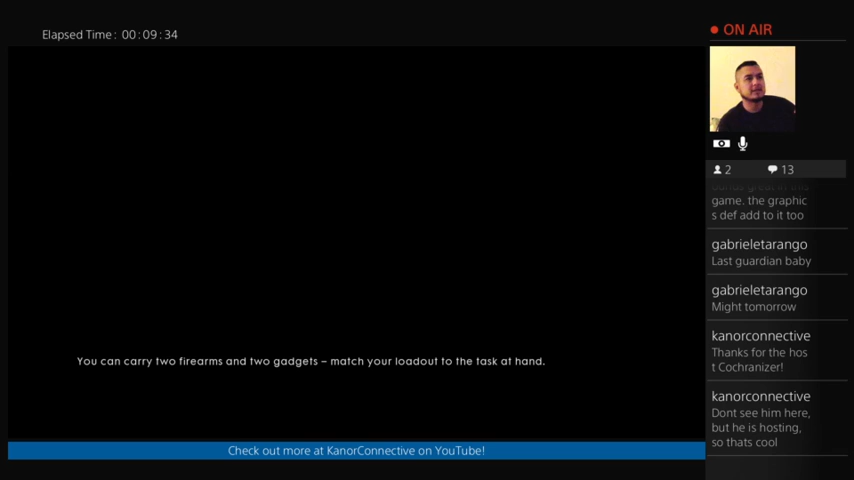 Elapsed Time: 00:09:34
ON AIR
2 13
game. the graphic
s def add to it too
gabrieletarango
Last guardian baby
gabrieletarango
Might tomorrow
kanorconnective
Thanks for the hos
t Cochranizer!
kanorconnective
Dont see him here,
but he is hosting,
so thats cool
You can carry two firearms and two gadgets – match your loadout to the task at hand.
Check out more at KanorConnective on YouTube!